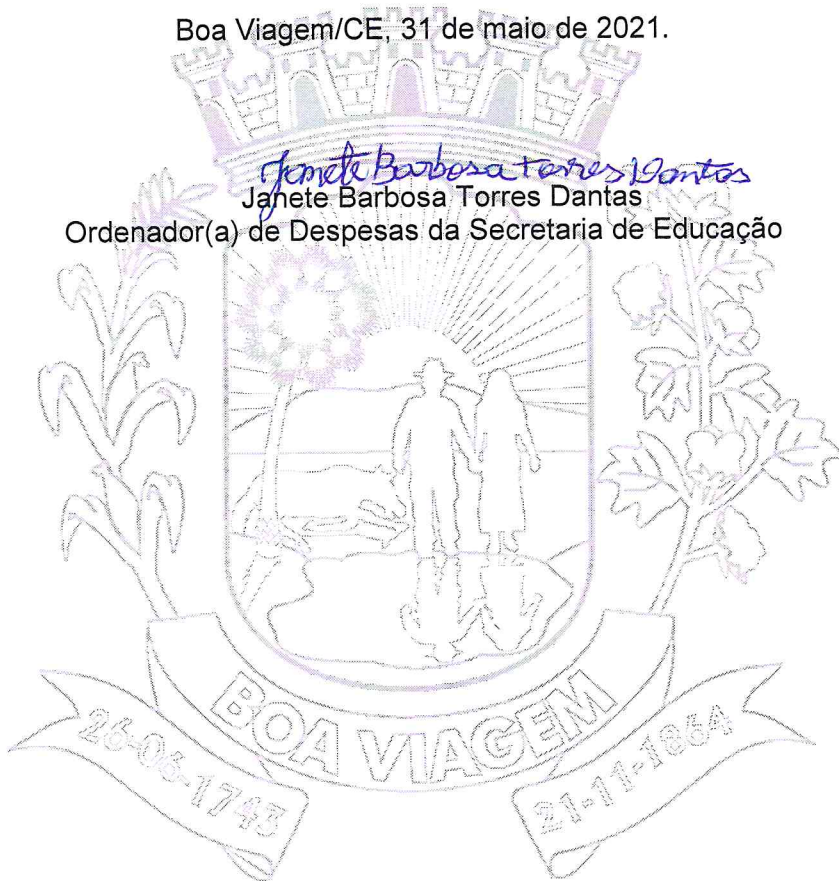 Boa Viagem/CE, 31 de maio de 2021.
Janete Barbosa Torres Dantas
Janete Barbosa Torres Dantas
Ordenador(a) de Despesas da Secretaria de Educação
BOA VIAGEM
26-06-1743
21-11-1864